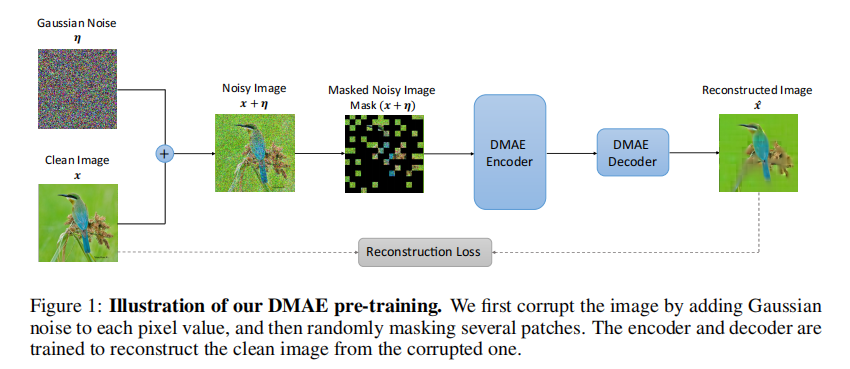 Gaussian Noise
η
Clean Image
x
+
Noisy Image
x + η
Masked Noisy Image
Mask (x + η)
DMAE
Encoder
DMAE
Decoder
Reconstructed Image
x̂
Reconstruction Loss
Figure 1: Illustration of our DMAE pre-training. We first corrupt the image by adding Gaussian
noise to each pixel value, and then randomly masking several patches. The encoder and decoder are
trained to reconstruct the clean image from the corrupted one.